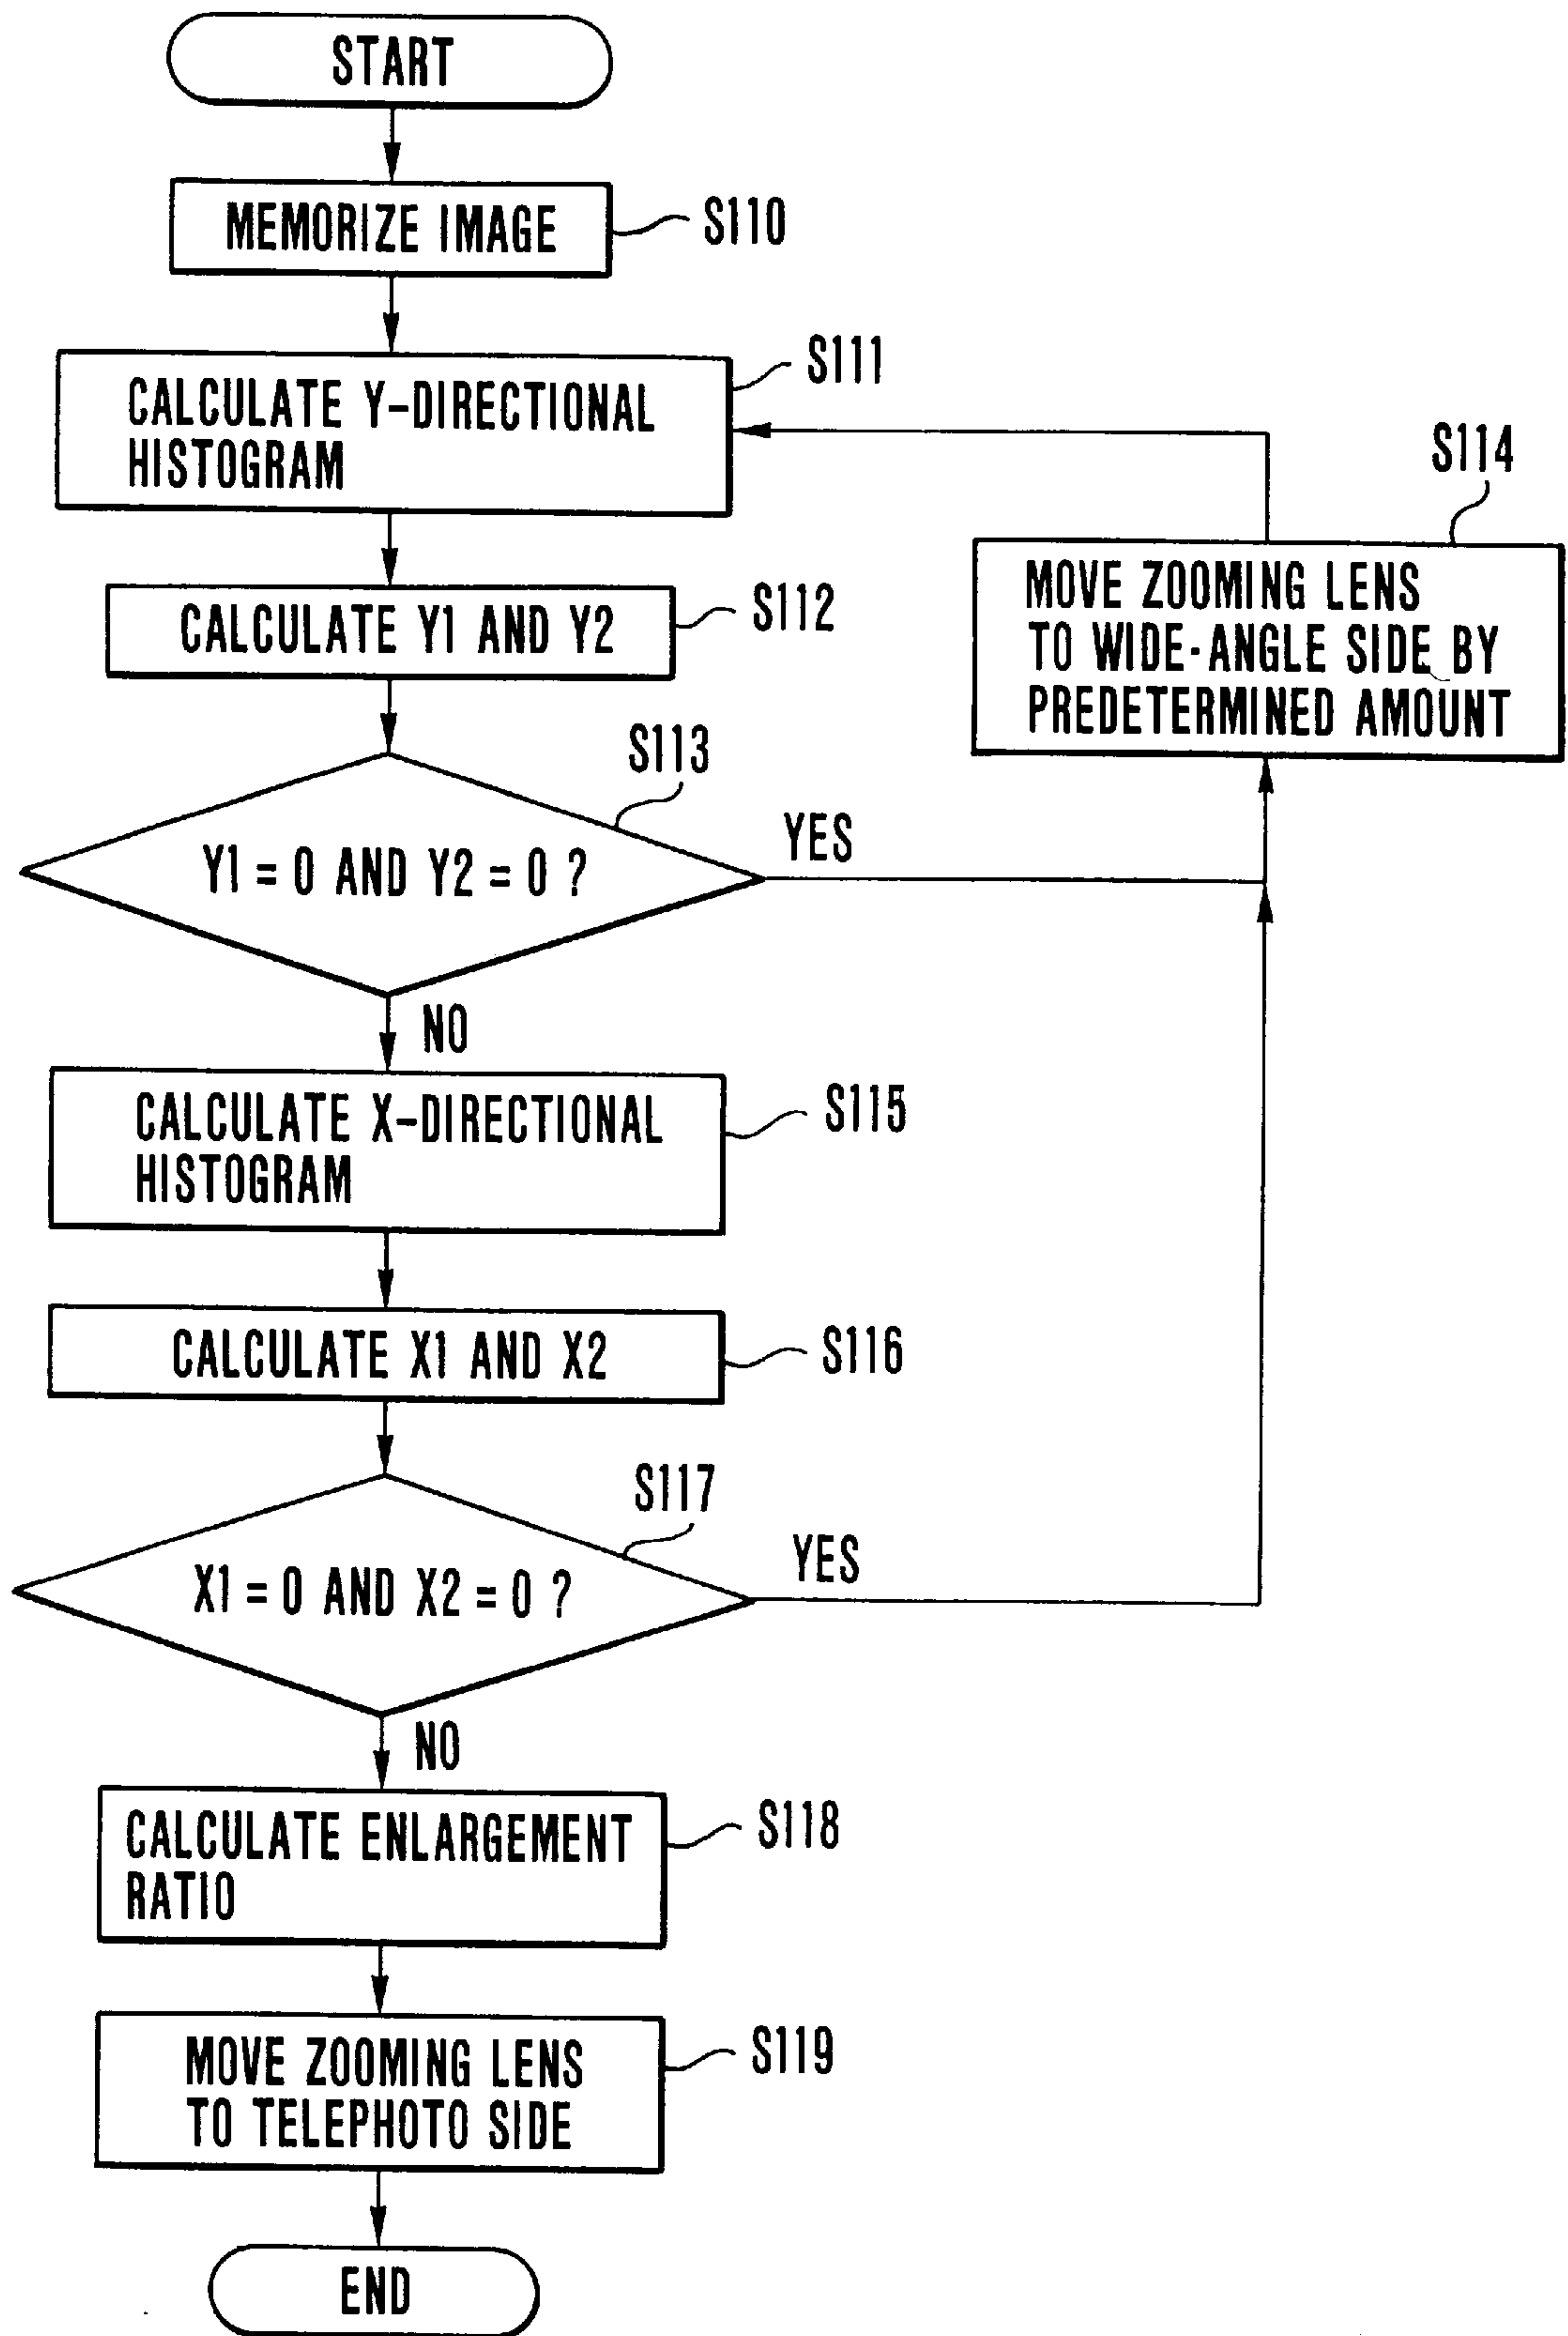 START
MEMORIZE IMAGE
S110
CALCULATE Y-DIRECTIONAL
HISTOGRAM
S111
CALCULATE Y1 AND Y2
S112
Y1 = 0 AND Y2 = 0 ?
S113
YES
NO
MOVE ZOOMING LENS
TO WIDE-ANGLE SIDE BY
PREDETERMINED AMOUNT
S114
CALCULATE X-DIRECTIONAL
HISTOGRAM
S115
CALCULATE X1 AND X2
S116
X1 = 0 AND X2 = 0 ?
S117
YES
NO
CALCULATE ENLARGEMENT
RATIO
S118
MOVE ZOOMING LENS
TO TELEPHOTO SIDE
S119
END